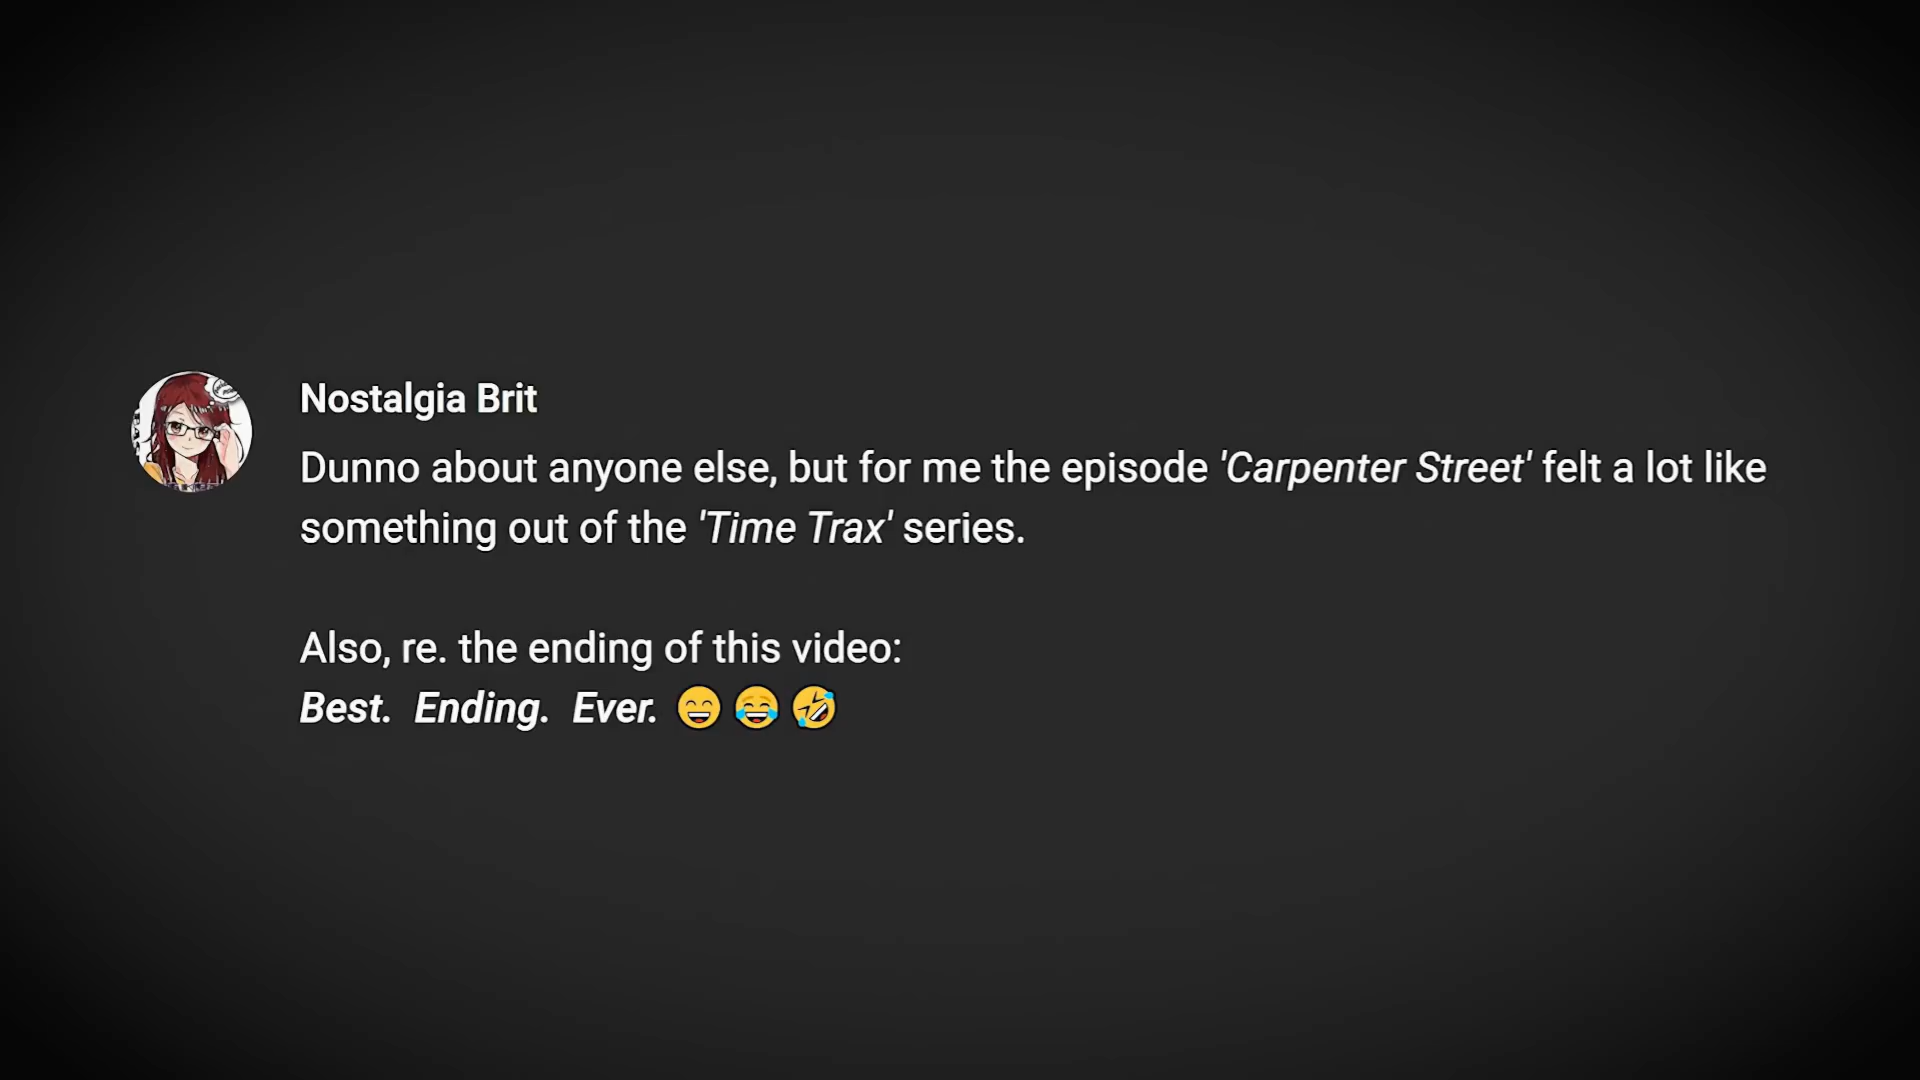 Nostalgia Brit
Dunno about anyone else, but for me the episode 'Carpenter Street' felt a lot like
something out of the 'Time Trax' series.
Also, re. the ending of this video:
Best. Ending. Ever. 😄 😂 🤣